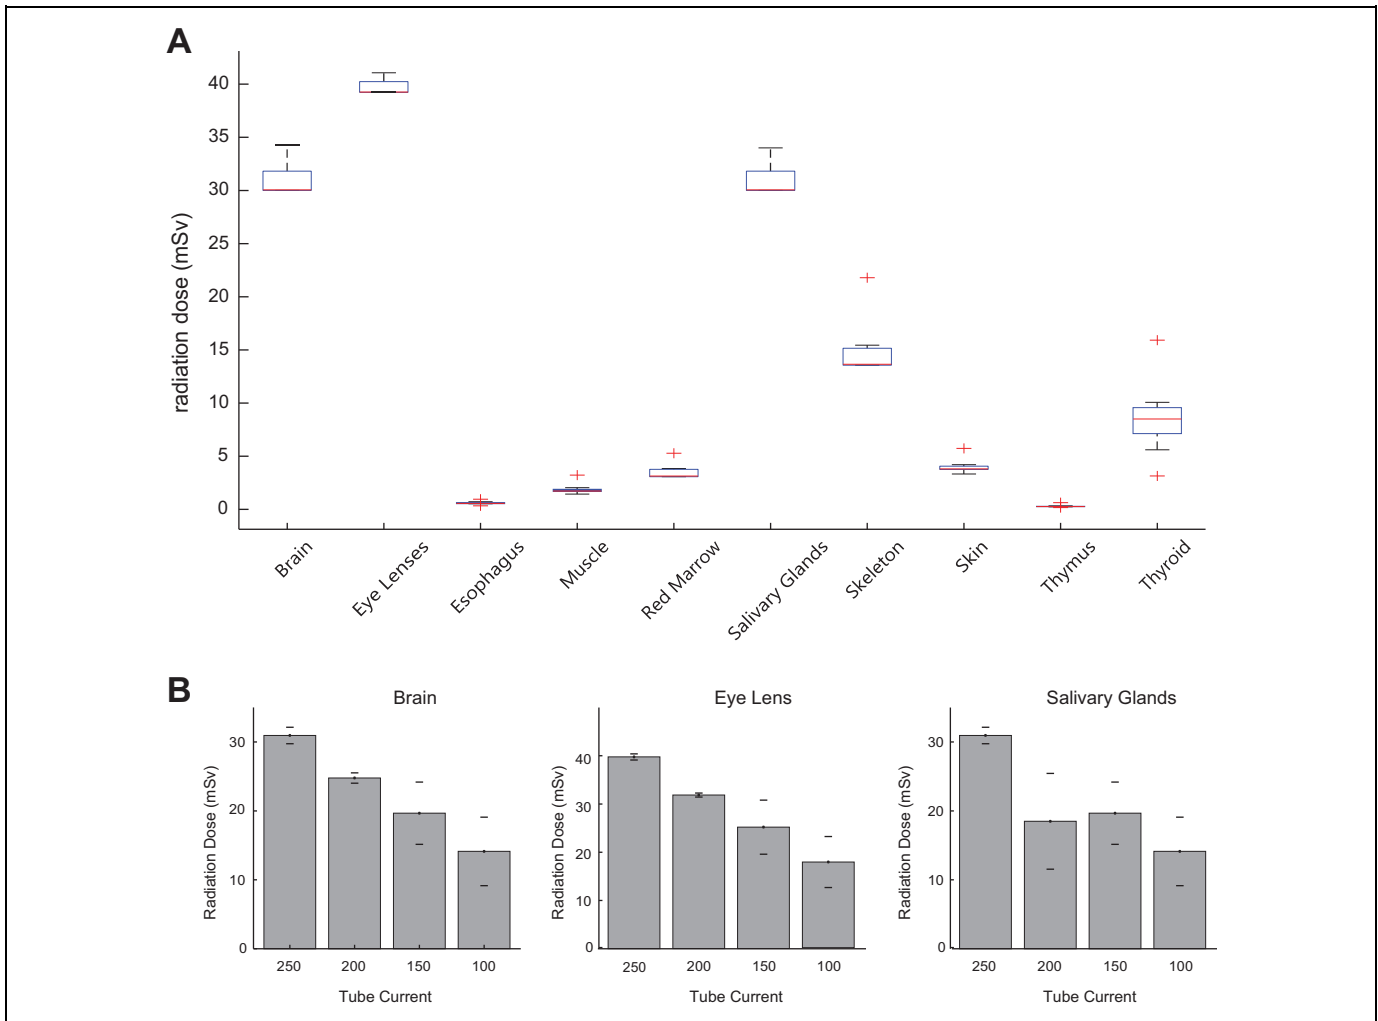 A
radiation dose (mSv)
40
35
30
25
20
15
10
5
0
Brain
Eye Lenses
Esophagus
Muscle
Red Marrow
Salivary Glands
Skeleton
Skin
Thymus
Thyroid
B
Brain
Radiation Dose (mSv)
30
20
10
0
250 200 150 100
Tube Current
Eye Lens
Radiation Dose (mSv)
40
30
20
10
0
250 200 150 100
Tube Current
Salivary Glands
Radiation Dose (mSv)
30
20
10
0
250 200 150 100
Tube Current